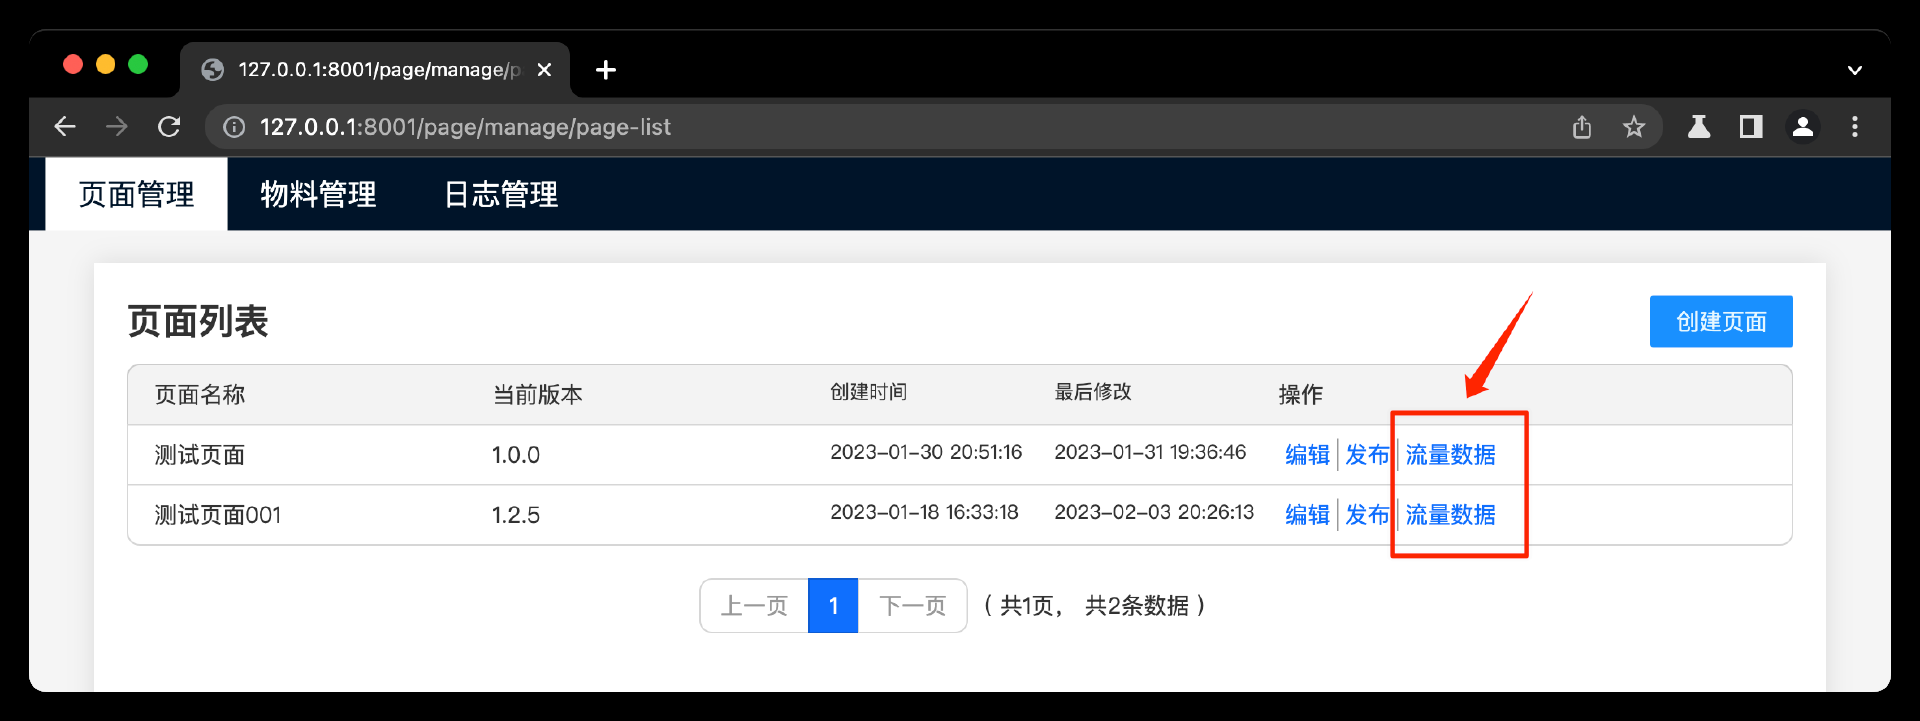 127.0.0.1:8001/page/manage/p
127.0.0.1:8001/page/manage/page-list
页面管理 物料管理 日志管理
页面列表 创建页面
页面名称 当前版本 创建时间 最后修改 操作
测试页面 1.0.0 2023-01-30 20:51:16 2023-01-31 19:36:46 编辑 发布 流量数据
测试页面001 1.2.5 2023-01-18 16:33:18 2023-02-03 20:26:13 编辑 发布 流量数据
上一页 1 下一页 ( 共1页, 共2条数据 )